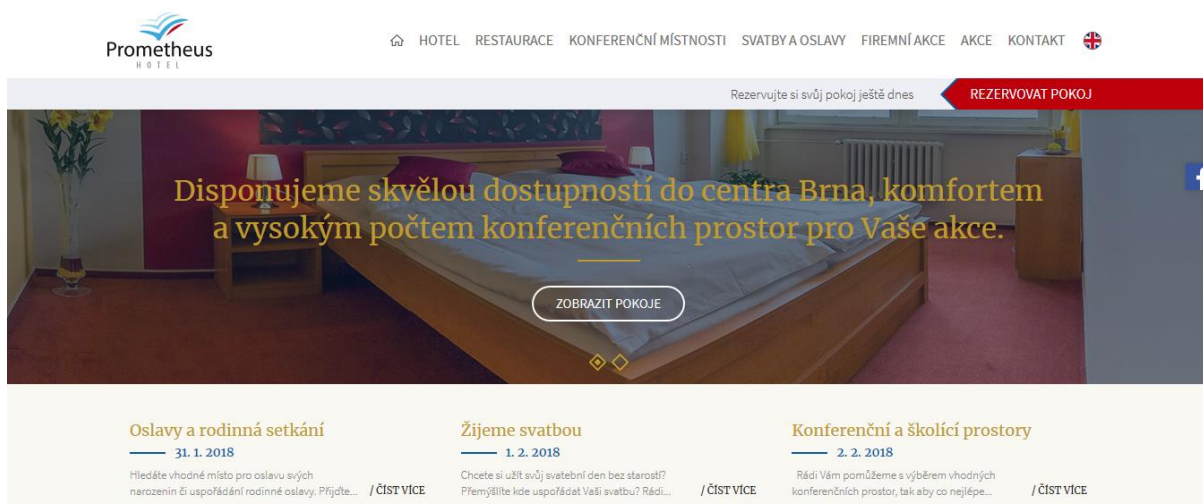 Prometheus
HOTEL
HOTEL RESTAURACE KONFERENČNÍ MÍSTNOSTI SVATBY A OSLAVY FIREMNÍ AKCE AKCE KONTAKT
Rezervujte si svůj pokoj ještě dnes
REZERVOVAT POKOJ
Disponujeme skvělou dostupností do centra Brna, komfortem
a vysokým počtem konferenčních prostor pro Vaše akce.
ZOBRAZIT POKOJE
Oslavy a rodinná setkání
31. 1. 2018
Hledáte vhodné místo pro oslavu svých
narozenin či uspořádání rodinné oslavy. Přijďte... / ČÍST VÍCE
Žijeme svatbou
1. 2. 2018
Chcete si užít svůj svatební den bez starostí?
Přemýšlíte kde uspořádat Vaši svatbu? Rádi... / ČÍST VÍCE
Konferenční a školící prostory
2. 2. 2018
Rádi Vám pomůžeme s výběrem vhodných
konferenčních prostor, tak aby co nejlépe... / ČÍST VÍCE